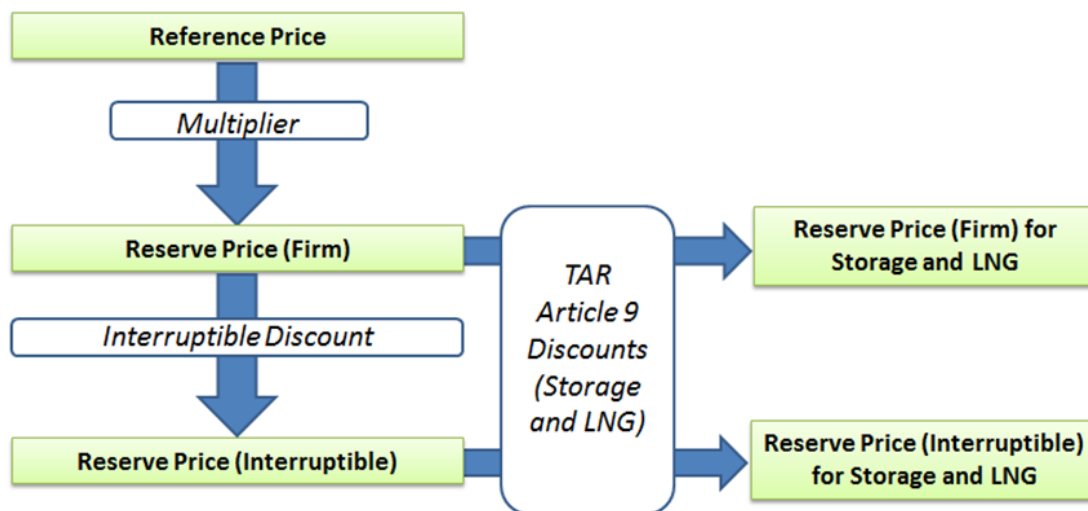 Reference Price
Multiplier
Reserve Price (Firm)
Interruptible Discount
Reserve Price (Interruptible)
TAR
Article 9
Discounts
(Storage
and LNG)
Reserve Price (Firm) for
Storage and LNG
Reserve Price (Interruptible)
for Storage and LNG